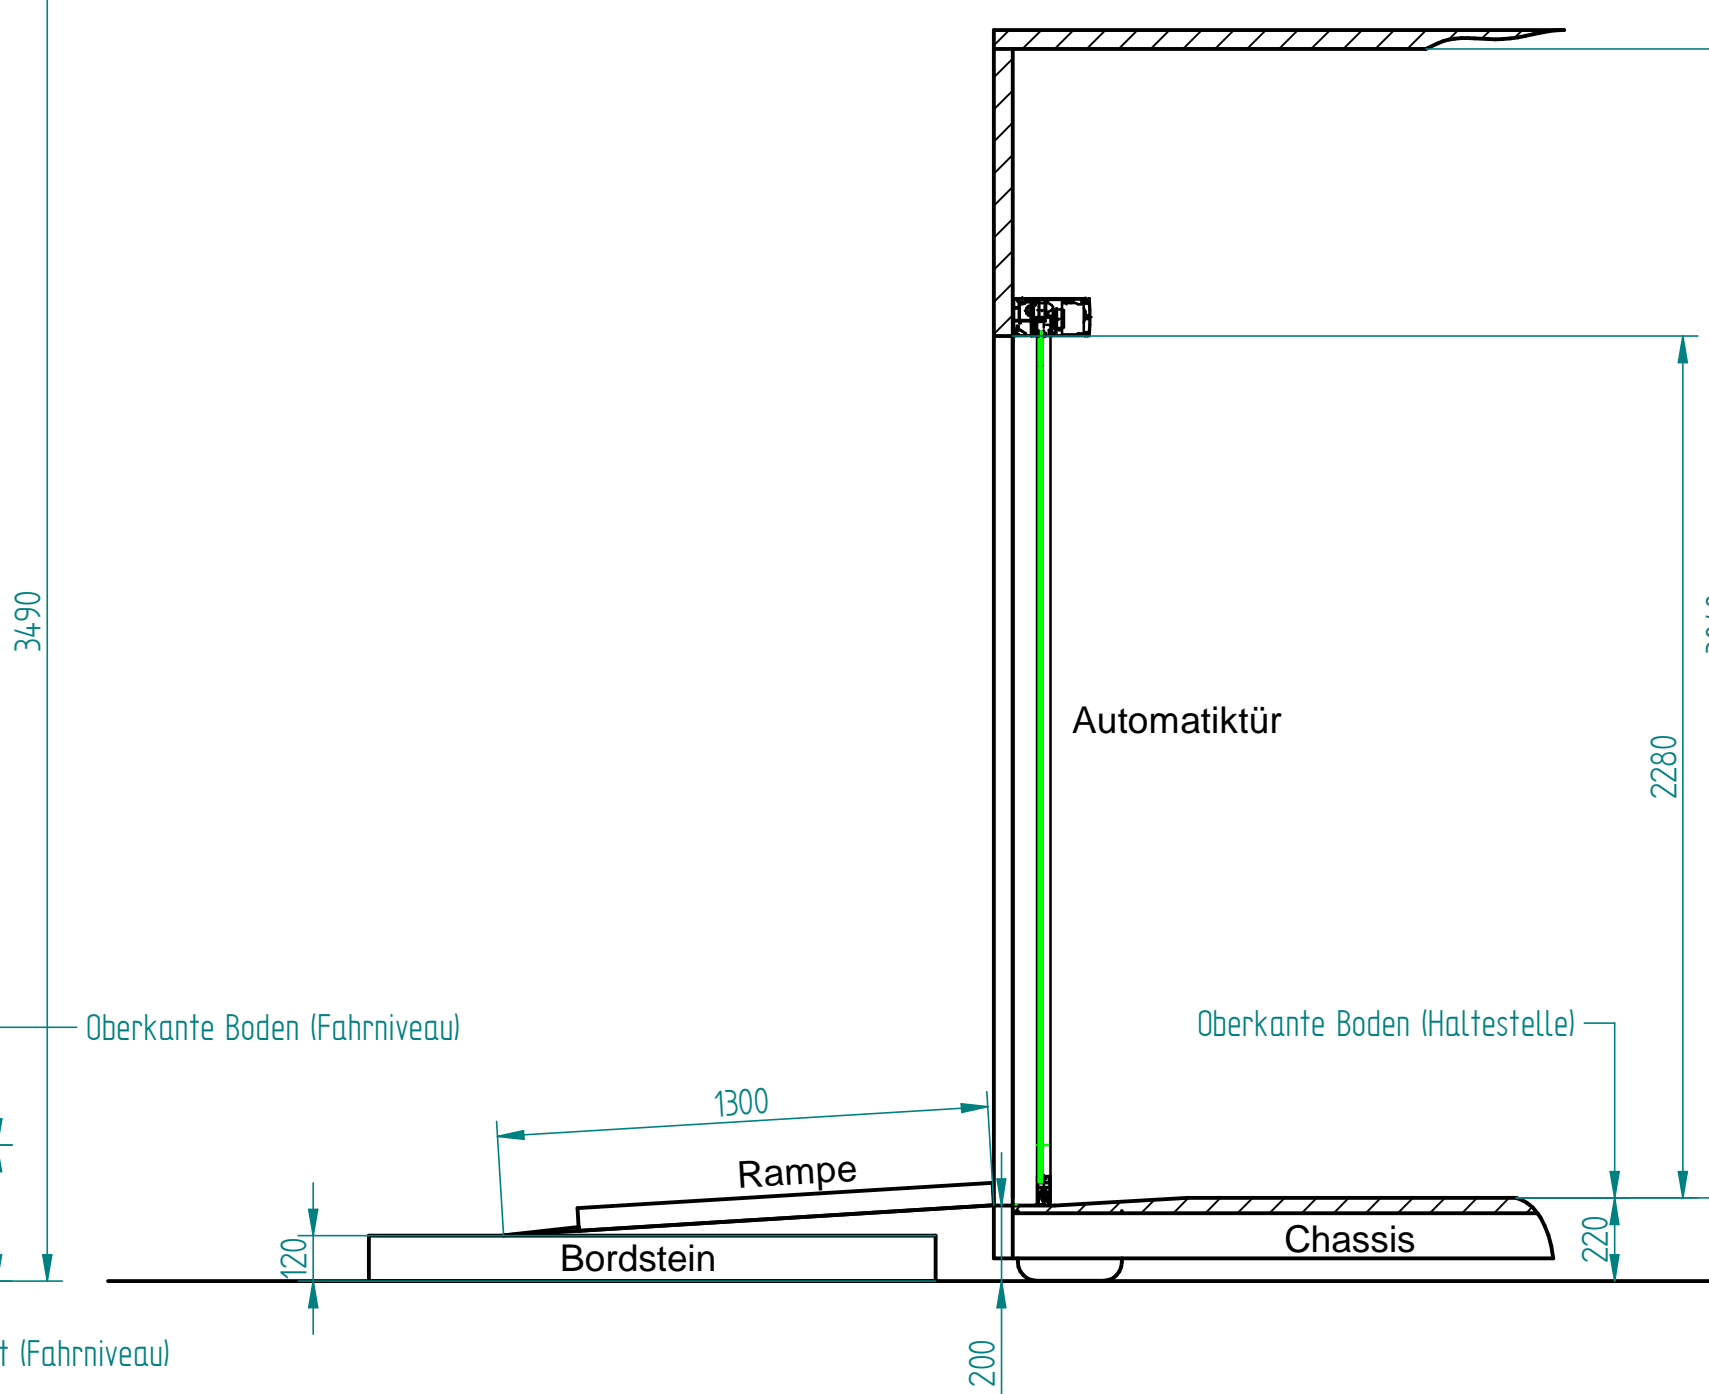 3490
Automatiktür
2280
Oberkante Boden (Fahrniveau)
Oberkante Boden (Haltestelle)
1300
Rampe
120
Bordstein
Chassis
220
200
(Fahrniveau)